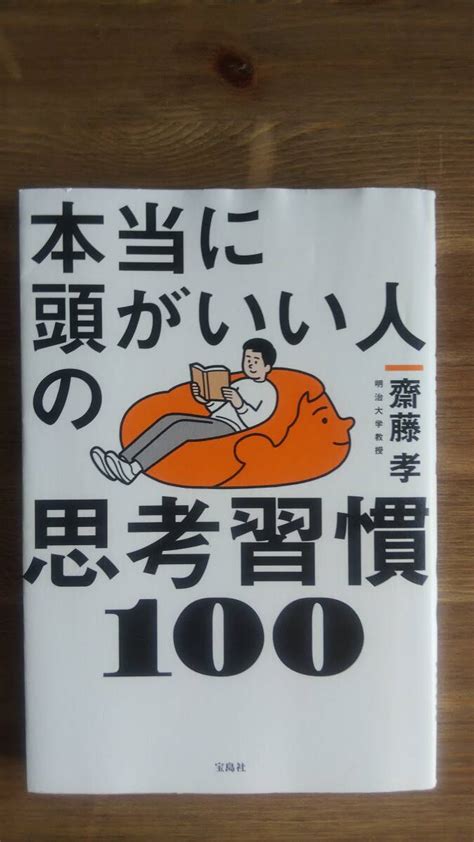 本当に
頭がいい人
の
思考習慣
100
齋藤孝
明治大学教授
宝島社